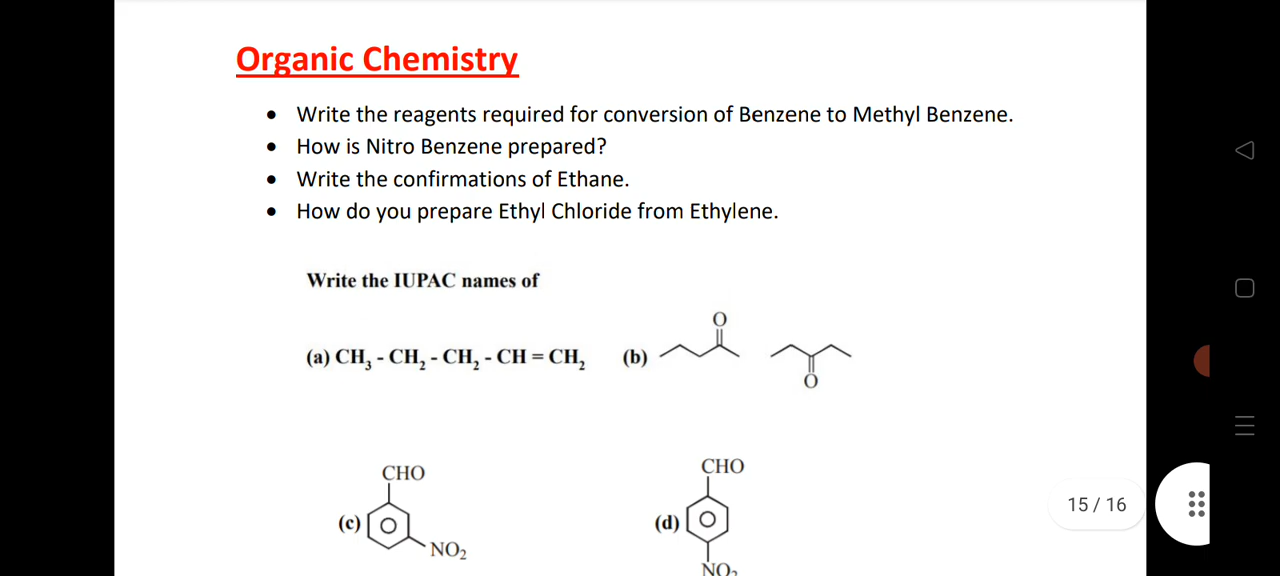 Organic Chemistry
• Write the reagents required for conversion of Benzene to Methyl Benzene.
• How is Nitro Benzene prepared?
• Write the confirmations of Ethane.
• How do you prepare Ethyl Chloride from Ethylene.
Write the IUPAC names of
O
(a) CH₃ - CH₂ - CH₂ - CH = CH₂ (b)
O
CHO CHO
(c) (d)
NO₂
NO₂
15 / 16